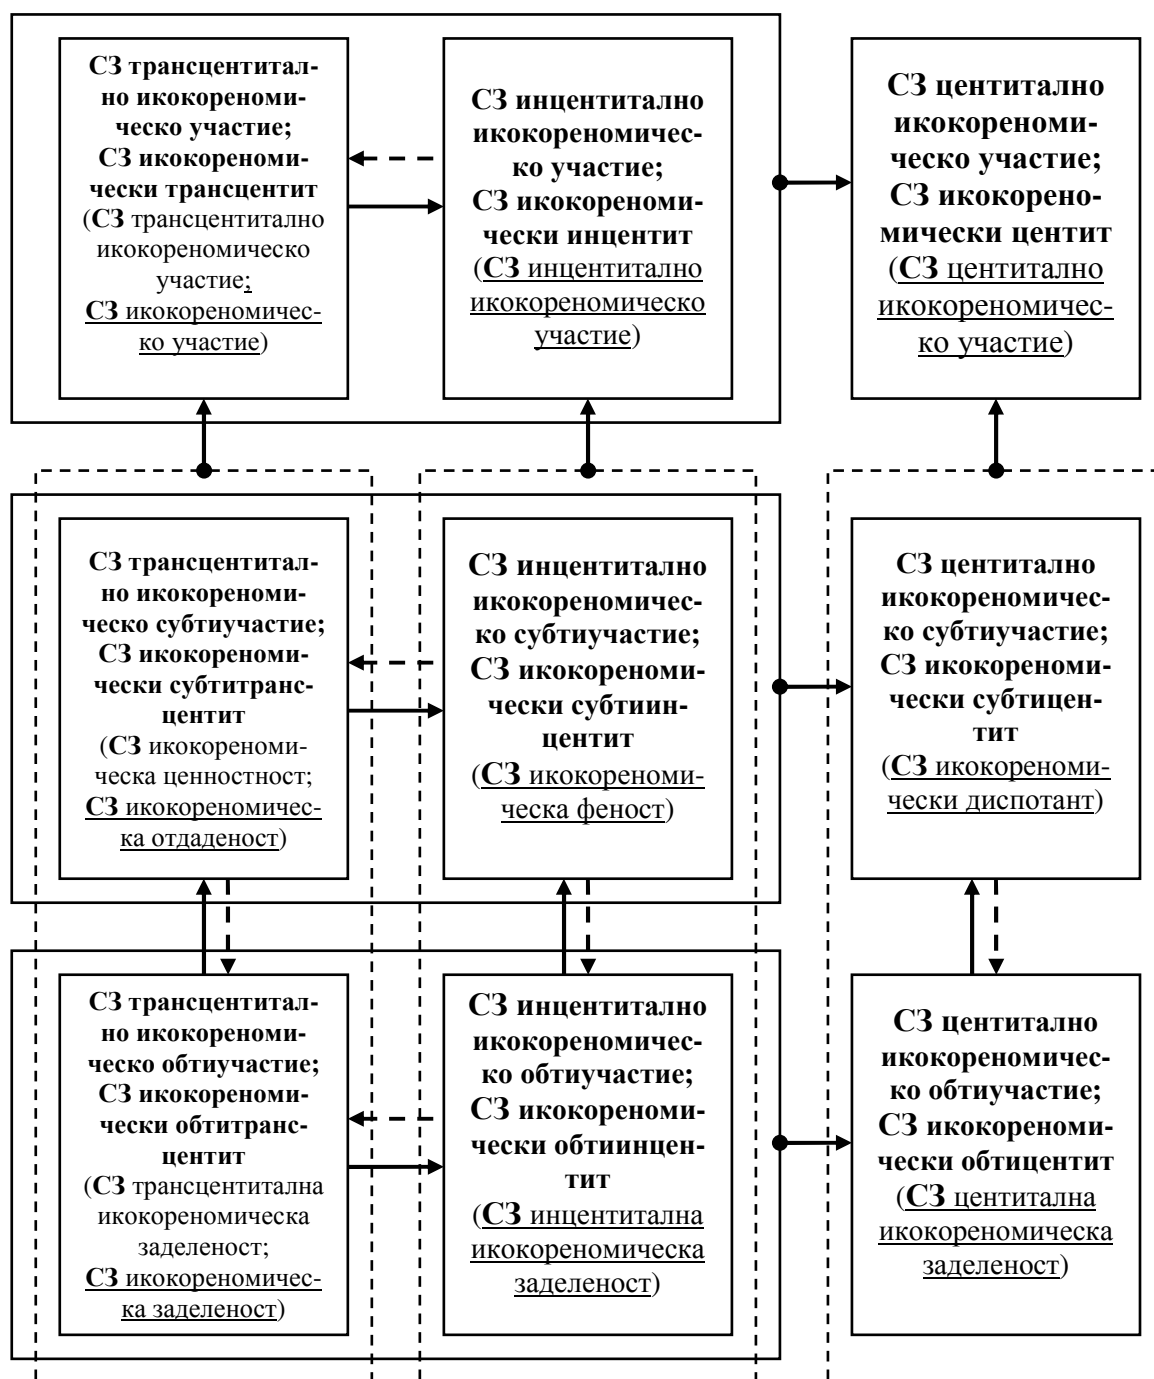 СЗ трансцентитал-
но икокореноми-
ческо участие;
СЗ икокореноми-
чески трансцентит
(СЗ трансцентитално
икокореномическо
участие;
СЗ икокореномичес-
ко участие)
СЗ инцентитално
икокореномичес-
ко участие;
СЗ икокореноми-
чески инцентит
(СЗ инцентитално
икокореномическо
участие)
СЗ центитално
икокореноми-
ческо участие;
СЗ икокорено-
мически центит
(СЗ центитално
икокореномичес-
ко участие)
СЗ трансцентитал-
но икокореноми-
ческо субтиучастие;
СЗ икокореноми-
чески субтитранс-
центит
(СЗ икокореноми-
ческа ценностност;
СЗ икокореномичес-
ка отдаденост)
СЗ инцентитално
икокореномичес-
ко субтиучастие;
СЗ икокореноми-
чески субтиин-
центит
(СЗ икокореноми-
ческа феност)
СЗ центитално
икокореномичес-
ко субтиучастие;
СЗ икокореноми-
чески субтицен-
тит
(СЗ икокореноми-
чески диспотант)
СЗ трансцентитал-
но икокореноми-
ческо обтиучастие;
СЗ икокореноми-
чески обтитранс-
центит
(СЗ трансцентитална
икокореномическа
заделеност;
СЗ икокореномичес-
ка заделеност)
СЗ инцентитално
икокореномичес-
ко обтиучастие;
СЗ икокореноми-
чески обтиинцен-
тит
(СЗ инцентитална
икокореномическа
заделеност)
СЗ центитално
икокореномичес-
ко обтиучастие;
СЗ икокореноми-
чески обтицентит
(СЗ центитална
икокореномическа
заделеност)